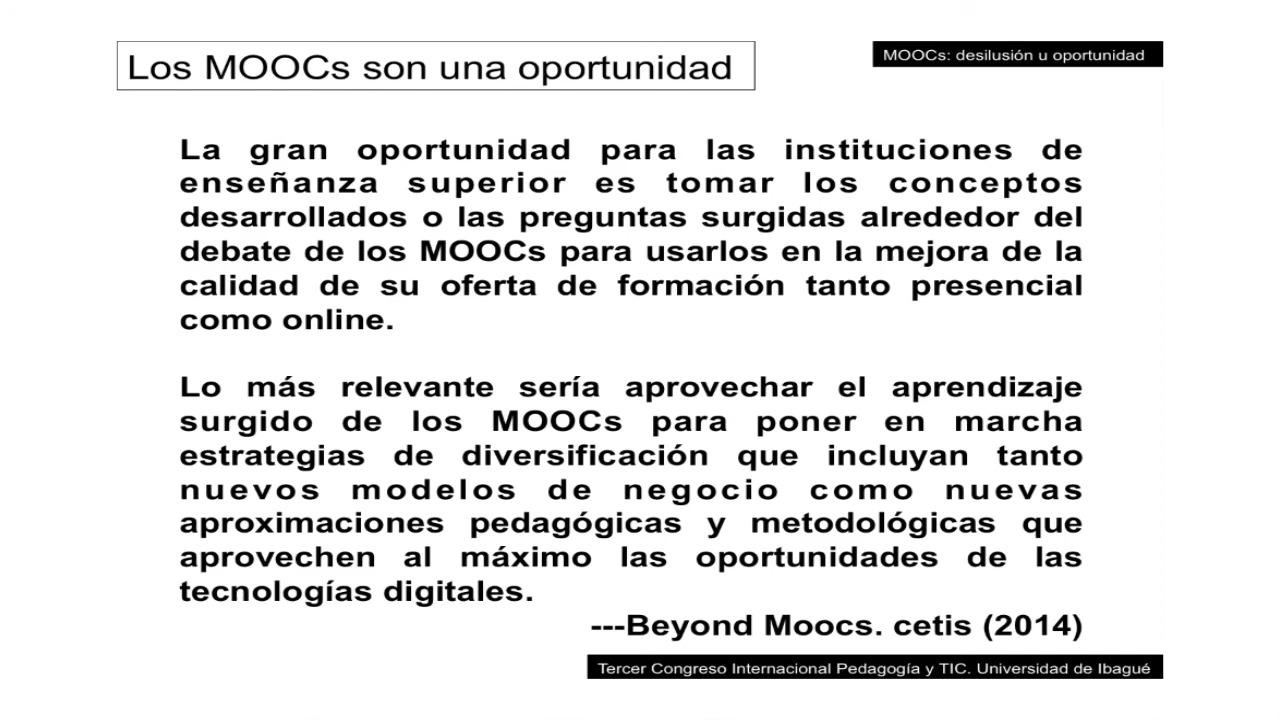 Los MOOCs son una oportunidad
MOOCs: desilusión u oportunidad
La gran oportunidad para las instituciones de
enseñanza superior es tomar los conceptos
desarrollados o las preguntas surgidas alrededor del
debate de los MOOCs para usarlos en la mejora de la
calidad de su oferta de formación tanto presencial
como online.
Lo más relevante sería aprovechar el aprendizaje
surgido de los MOOCs para poner en marcha
estrategias de diversificación que incluyan tanto
nuevos modelos de negocio como nuevas
aproximaciones pedagógicas y metodológicas que
aprovechen al máximo las oportunidades de las
tecnologías digitales.
---Beyond Moocs. cetis (2014)
Tercer Congreso Internacional Pedagogía y TIC. Universidad de Ibagué